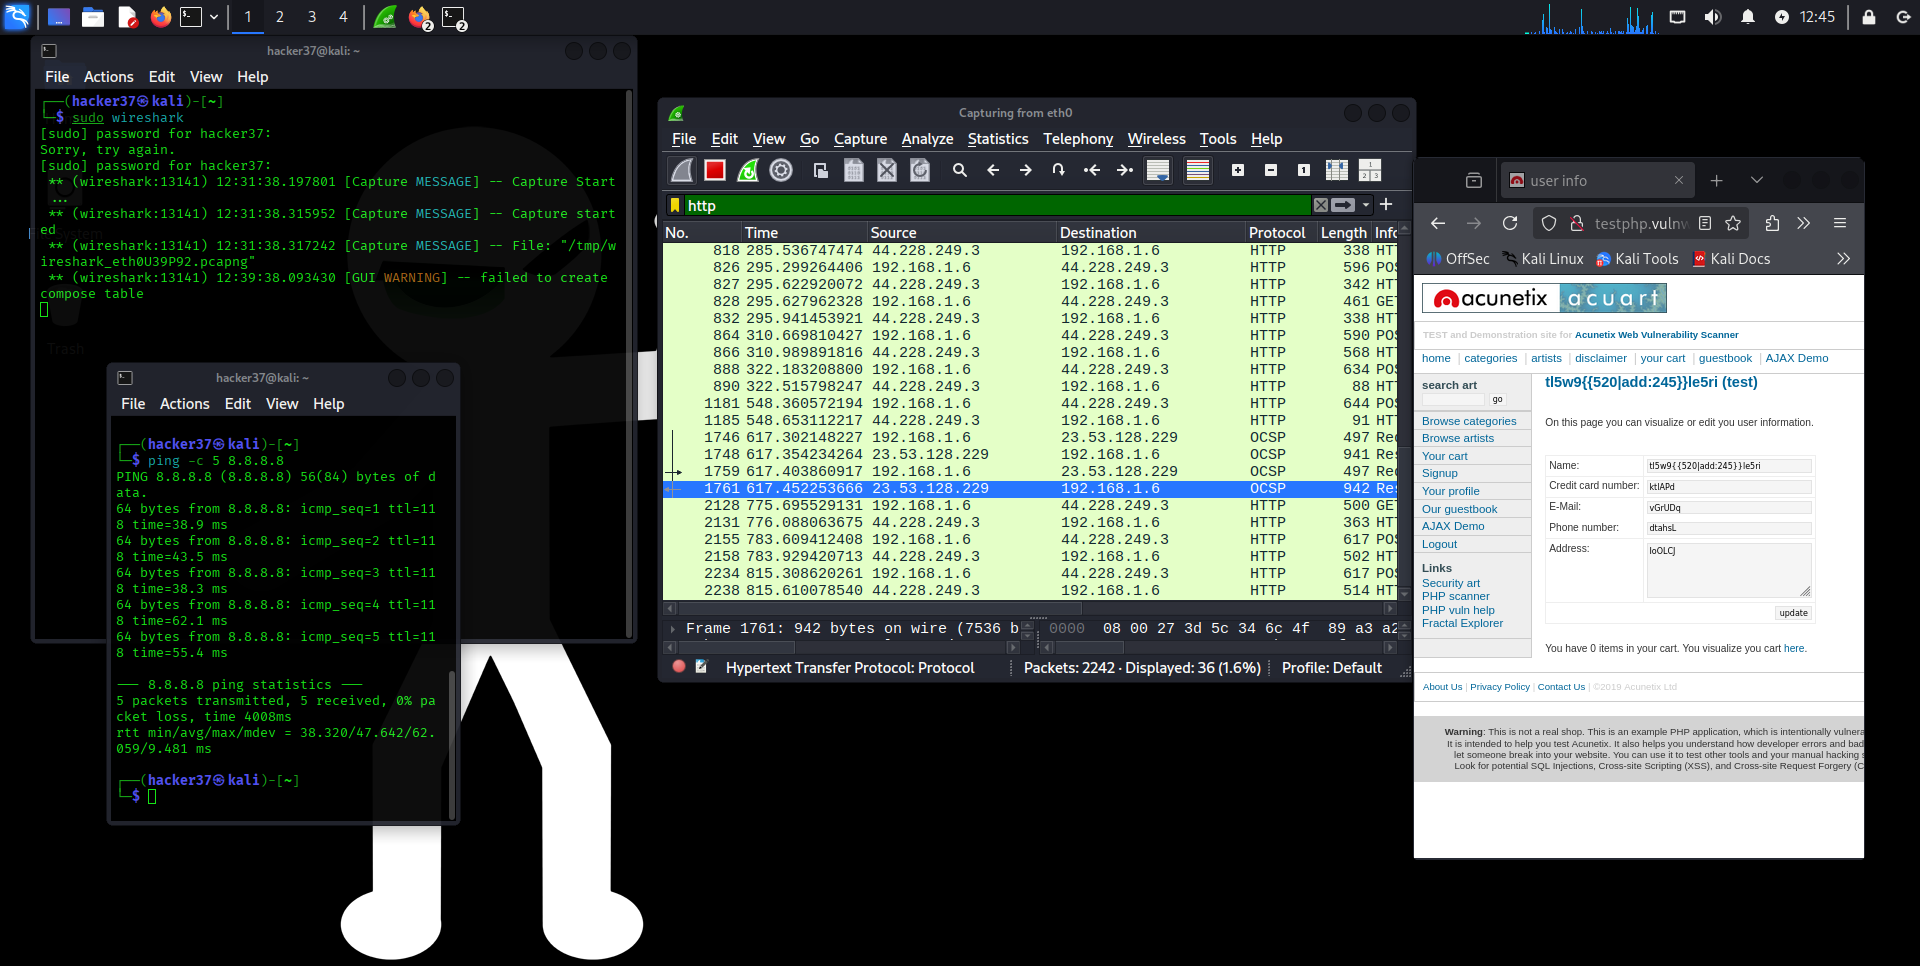 1 2 3 4 2 2 12:45
hacker37@kali: ~
File Actions Edit View Help
┌──(hacker37㉿kali)-[~]
└─$ sudo wireshark
[sudo] password for hacker37:
Sorry, try again.
[sudo] password for hacker37:
** (wireshark:13141) 12:31:38.197801 [Capture MESSAGE] -- Capture Start
...
** (wireshark:13141) 12:31:38.315952 [Capture MESSAGE] -- Capture start
ed
** (wireshark:13141) 12:31:38.317242 [Capture MESSAGE] -- File: "/tmp/w
ireshark_eth0U39P92.pcapng"
** (wireshark:13141) 12:39:38.093430 [GUI WARNING] -- failed to create
compose table
Trash
hacker37@kali: ~
File Actions Edit View Help
┌──(hacker37㉿kali)-[~]
└─$ ping -c 5 8.8.8.8
PING 8.8.8.8 (8.8.8.8) 56(84) bytes of d
ata.
64 bytes from 8.8.8.8: icmp_seq=1 ttl=11
8 time=38.9 ms
64 bytes from 8.8.8.8: icmp_seq=2 ttl=11
8 time=43.5 ms
64 bytes from 8.8.8.8: icmp_seq=3 ttl=11
8 time=38.3 ms
64 bytes from 8.8.8.8: icmp_seq=4 ttl=11
8 time=62.1 ms
64 bytes from 8.8.8.8: icmp_seq=5 ttl=11
8 time=55.4 ms
--- 8.8.8.8 ping statistics ---
5 packets transmitted, 5 received, 0% pa
cket loss, time 4008ms
rtt min/avg/max/mdev = 38.320/47.642/62.
059/9.481 ms
┌──(hacker37㉿kali)-[~]
└─$
Capturing from eth0
File Edit View Go Capture Analyze Statistics Telephony Wireless Tools Help
http
No. Time Source Destination Protocol Length Info
818 285.536747474 44.228.249.3 192.168.1.6 HTTP 338 HT
826 295.299264406 192.168.1.6 44.228.249.3 HTTP 596 POS
827 295.622920072 44.228.249.3 192.168.1.6 HTTP 342 HT
828 295.627962328 192.168.1.6 44.228.249.3 HTTP 461 GET
832 295.941453921 44.228.249.3 192.168.1.6 HTTP 338 HT
864 310.669810427 192.168.1.6 44.228.249.3 HTTP 590 POS
866 310.989891816 44.228.249.3 192.168.1.6 HTTP 568 HT
888 322.183208800 192.168.1.6 44.228.249.3 HTTP 634 POS
890 322.515798247 44.228.249.3 192.168.1.6 HTTP 88 HT
1181 548.360572194 192.168.1.6 44.228.249.3 HTTP 644 POS
1185 548.653112217 44.228.249.3 192.168.1.6 HTTP 91 HT
1746 617.302148227 192.168.1.6 23.53.128.229 OCSP 497 Rec
1748 617.354234264 23.53.128.229 192.168.1.6 OCSP 941 Res
1759 617.403860917 192.168.1.6 23.53.128.229 OCSP 497 Rec
1761 617.452253666 23.53.128.229 192.168.1.6 OCSP 942 Res
2128 775.695529131 192.168.1.6 44.228.249.3 HTTP 500 GET
2131 776.088063675 44.228.249.3 192.168.1.6 HTTP 363 HT
2155 783.609412408 192.168.1.6 44.228.249.3 HTTP 617 POS
2158 783.929420713 44.228.249.3 192.168.1.6 HTTP 502 HT
2234 815.308620261 192.168.1.6 44.228.249.3 HTTP 617 POS
2238 815.610078540 44.228.249.3 192.168.1.6 HTTP 514 HT
Frame 1761: 942 bytes on wire (7536 b
0000 08 00 27 3d 5c 34 6c 4f 89 a3 a2
Hypertext Transfer Protocol: Protocol Packets: 2242 · Displayed: 36 (1.6%) Profile: Default
user info
testphp.vulnw
OffSec Kali Linux Kali Tools Kali Docs
acunetix acuart
TEST and Demonstration site for Acunetix Web Vulnerability Scanner
home | categories | artists | disclaimer | your cart | guestbook | AJAX Demo
search art
go
Browse categories
Browse artists
Your cart
Signup
Your profile
Our guestbook
AJAX Demo
Logout
Links
Security art
PHP scanner
PHP vuln help
Fractal Explorer
tl5w9{{520|add:245}}le5ri (test)
On this page you can visualize or edit you user information.
Name: tl5w9{{520|add:245}}le5ri
Credit card number: ktlAPd
E-Mail: vGrUDq
Phone number: dtahsL
Address: loOLCJ
update
You have 0 items in your cart. You visualize you cart here.
About Us | Privacy Policy | Contact Us | ©2019 Acunetix Ltd
Warning: This is not a real shop. This is an example PHP application, which is intentionally vulnera
It is intended to help you test Acunetix. It also helps you understand how developer errors and bad
let someone break into your website. You can use it to test other tools and your manual hacking s
Look for potential SQL Injections, Cross-site Scripting (XSS), and Cross-site Request Forgery (C